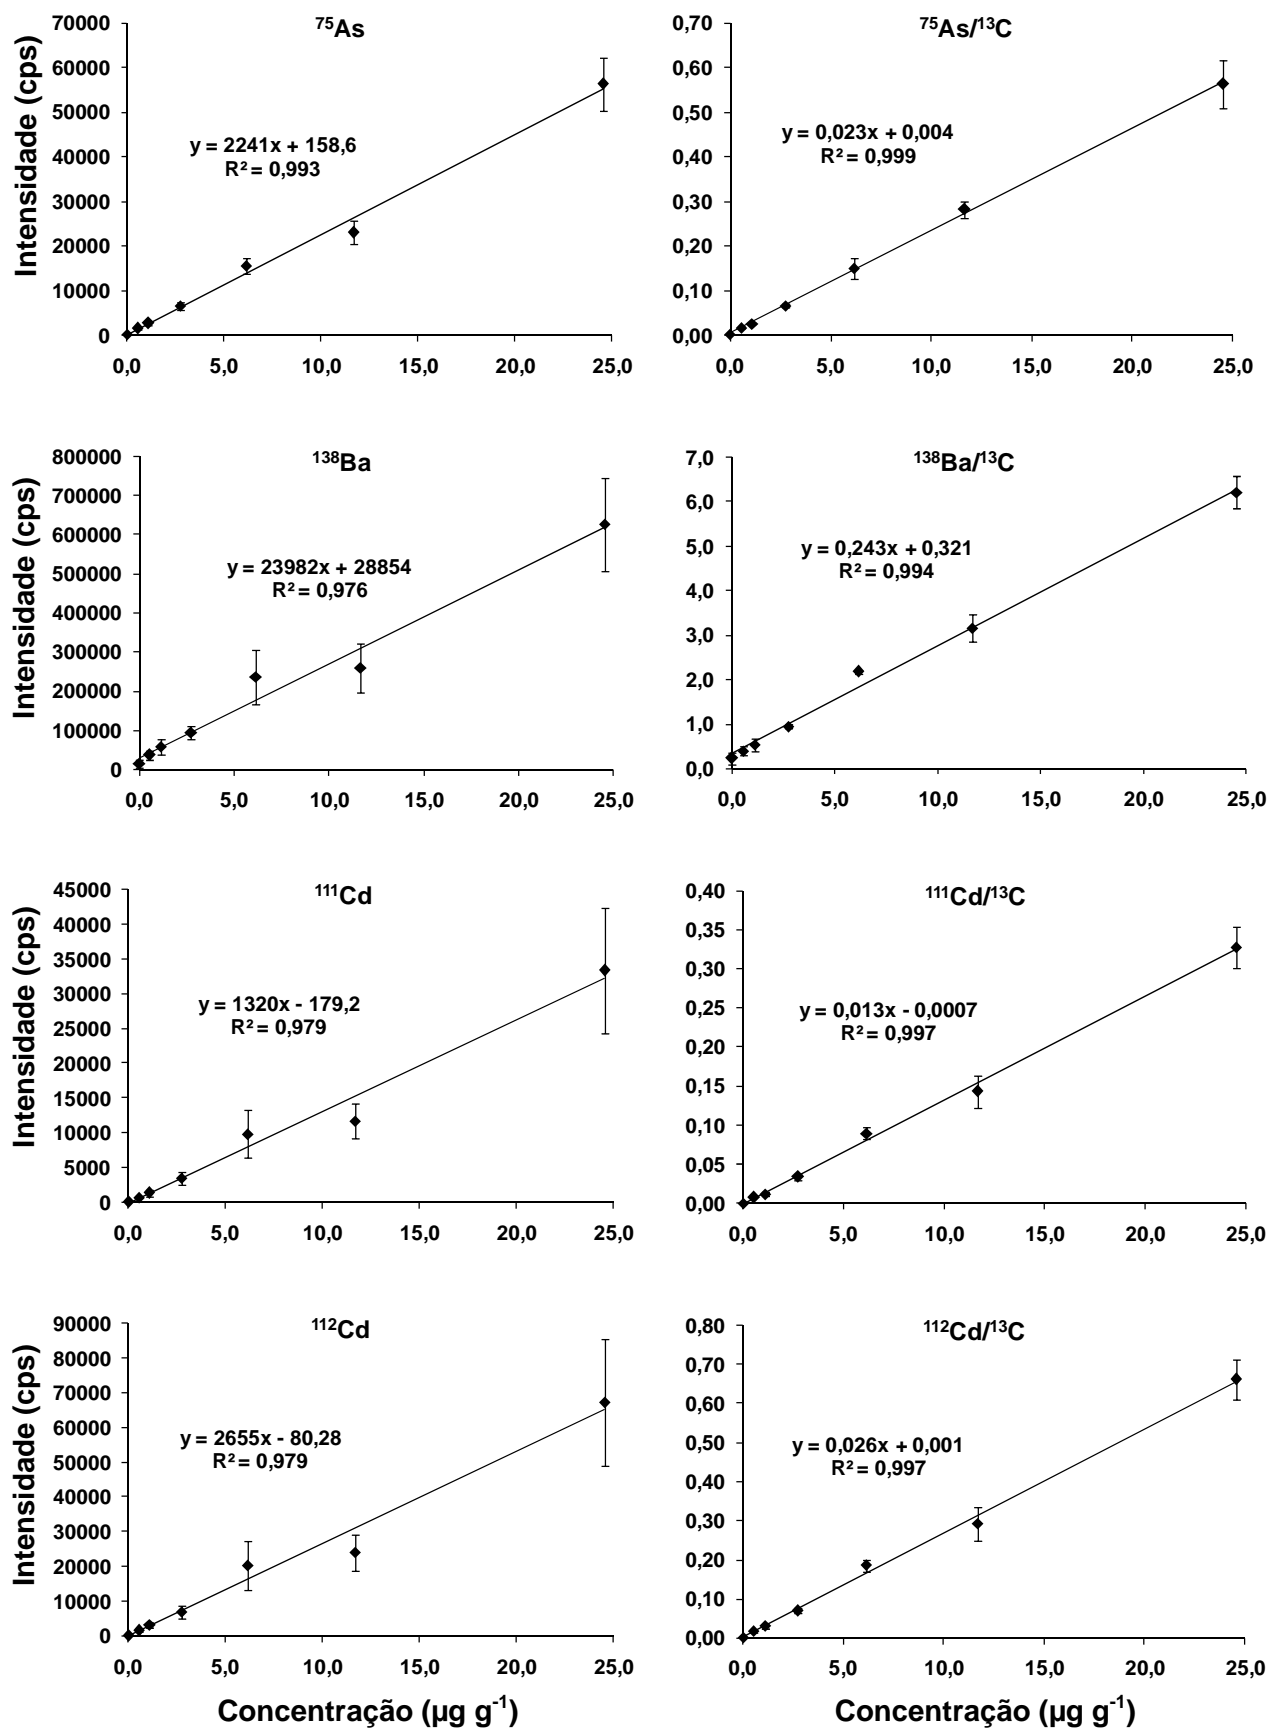 ⁷⁵As
Intensidade (cps)
70000
60000
50000
40000
30000
20000
10000
0
y = 2241x + 158,6
R² = 0,993
0,0 5,0 10,0 15,0 20,0 25,0
⁷⁵As/¹³C
0,70
0,60
0,50
0,40
0,30
0,20
0,10
0,00
y = 0,023x + 0,004
R² = 0,999
0,0 5,0 10,0 15,0 20,0 25,0
¹³⁸Ba
Intensidade (cps)
800000
700000
600000
500000
400000
300000
200000
100000
0
y = 23982x + 28854
R² = 0,976
0,0 5,0 10,0 15,0 20,0 25,0
¹³⁸Ba/¹³C
7,0
6,0
5,0
4,0
3,0
2,0
1,0
0,0
y = 0,243x + 0,321
R² = 0,994
0,0 5,0 10,0 15,0 20,0 25,0
¹¹¹Cd
Intensidade (cps)
45000
40000
35000
30000
25000
20000
15000
10000
5000
0
y = 1320x - 179,2
R² = 0,979
0,0 5,0 10,0 15,0 20,0 25,0
¹¹¹Cd/¹³C
0,40
0,35
0,30
0,25
0,20
0,15
0,10
0,05
0,00
y = 0,013x - 0,0007
R² = 0,997
0,0 5,0 10,0 15,0 20,0 25,0
¹¹²Cd
Intensidade (cps)
90000
80000
70000
60000
50000
40000
30000
20000
10000
0
y = 2655x - 80,28
R² = 0,979
0,0 5,0 10,0 15,0 20,0 25,0
Concentração (µg g⁻¹)
¹¹²Cd/¹³C
0,80
0,70
0,60
0,50
0,40
0,30
0,20
0,10
0,00
y = 0,026x + 0,001
R² = 0,997
0,0 5,0 10,0 15,0 20,0 25,0
Concentração (µg g⁻¹)